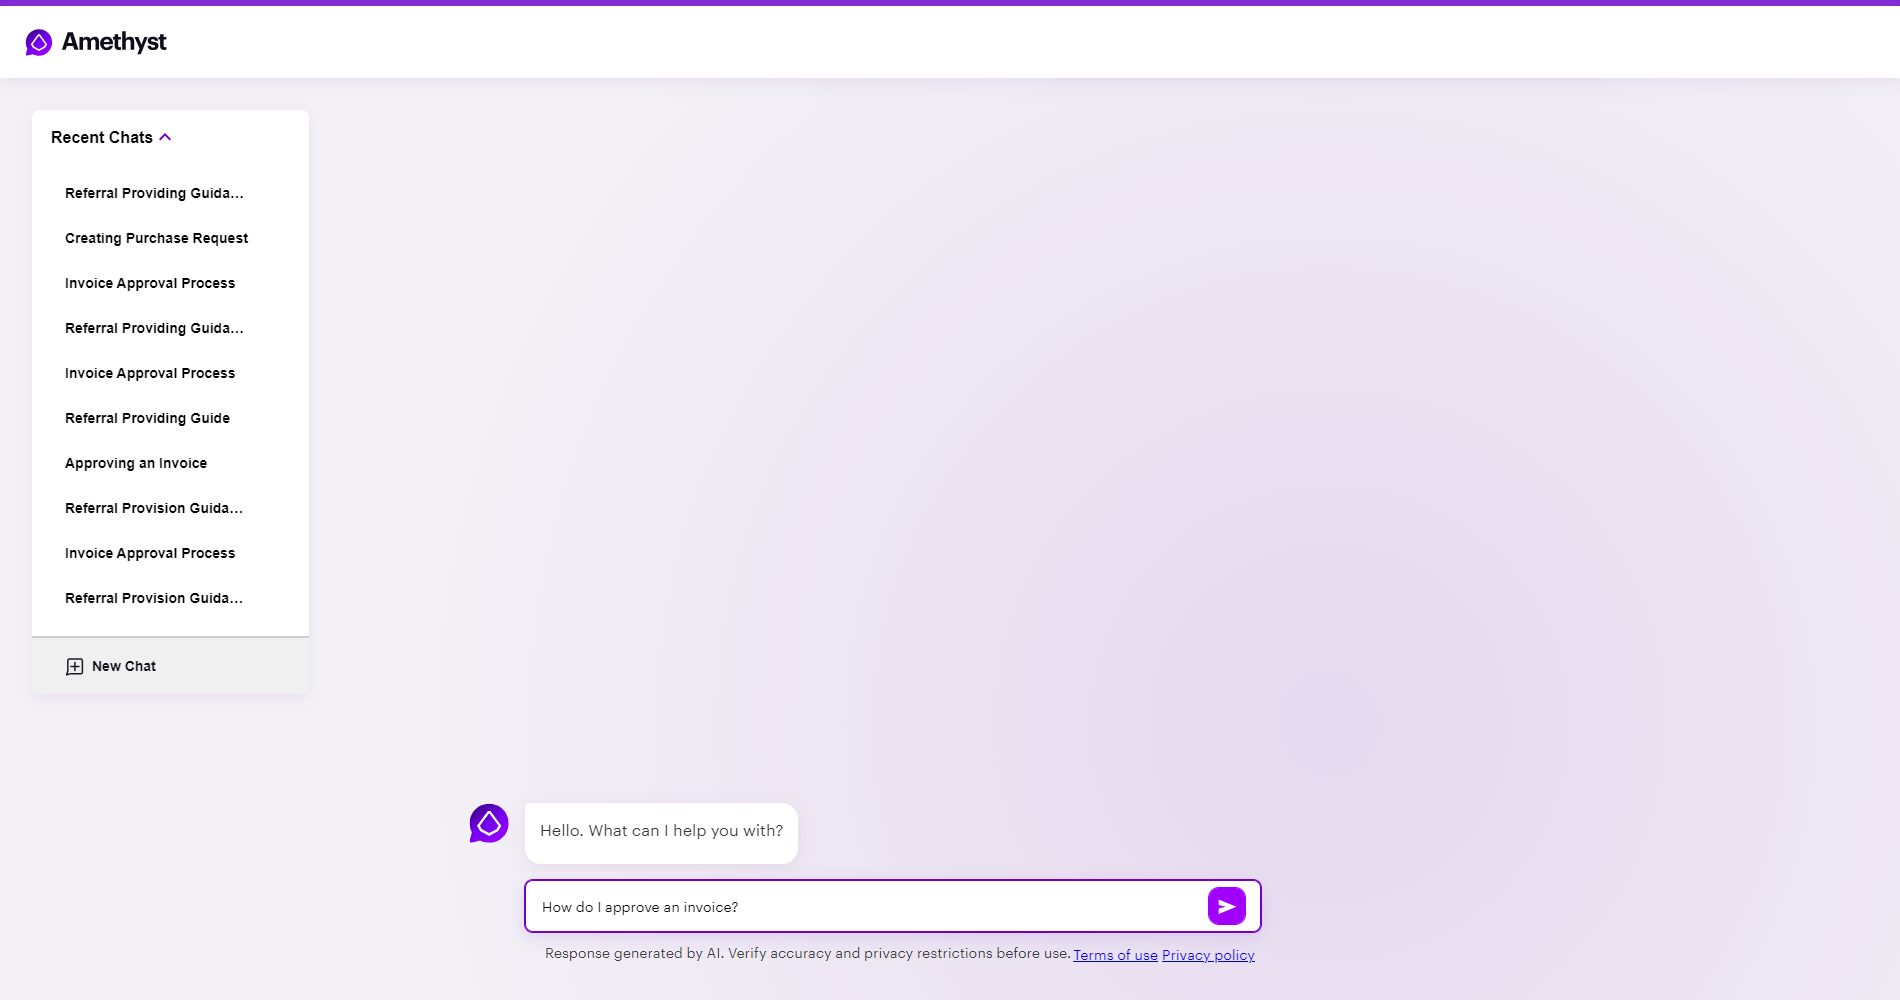 Amethyst
Recent Chats
Referral Providing Guida...
Creating Purchase Request
Invoice Approval Process
Referral Providing Guida...
Invoice Approval Process
Referral Providing Guide
Approving an Invoice
Referral Provision Guida...
Invoice Approval Process
Referral Provision Guida...
New Chat
Hello. What can I help you with?
How do I approve an invoice?
Response generated by AI. Verify accuracy and privacy restrictions before use. Terms of use Privacy policy